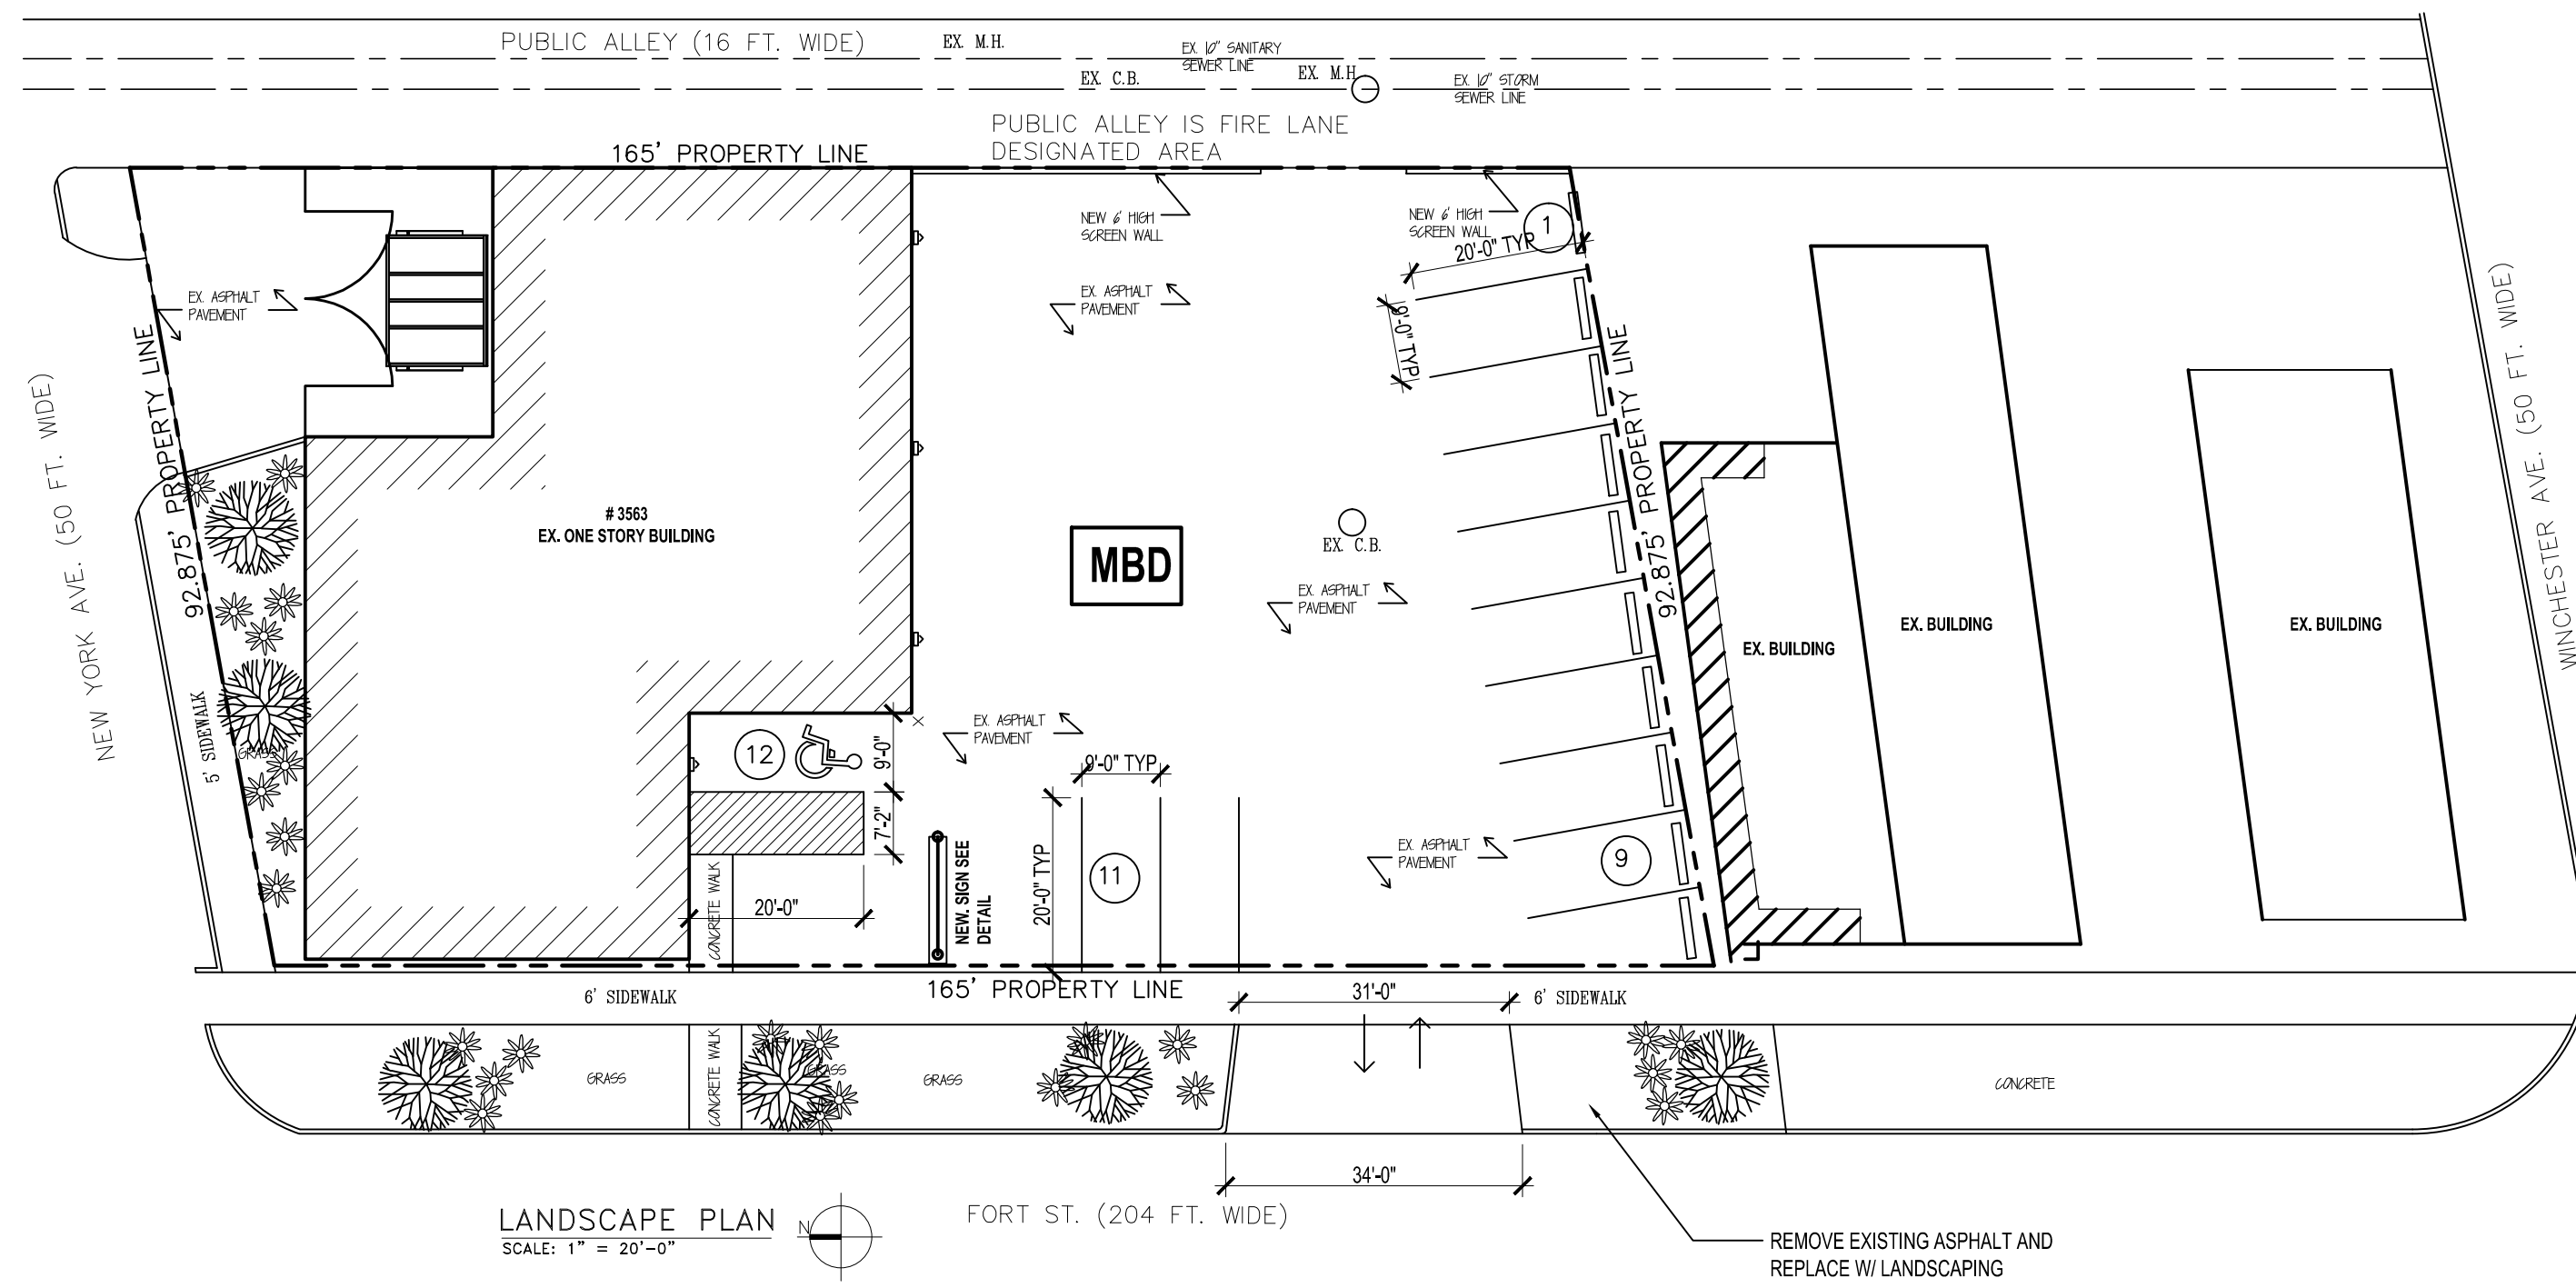 PUBLIC ALLEY (16 FT. WIDE)
EX. M.H.
EX. 10" SANITARY
SEWER LINE
EX. C.B.
EX. M.H.
EX. 10" STORM
SEWER LINE
PUBLIC ALLEY IS FIRE LANE
DESIGNATED AREA
165' PROPERTY LINE
NEW 6' HIGH
SCREEN WALL
NEW 6' HIGH
SCREEN WALL
1
20'-0" TYP
9'-0" TYP
EX. ASPHALT
PAVEMENT
EX. ASPHALT
PAVEMENT
NEW YORK AVE. (50 FT. WIDE)
92.875' PROPERTY LINE
5' SIDEWALK
GRASS
# 3563
EX. ONE STORY BUILDING
MBD
EX. C.B.
EX. ASPHALT
PAVEMENT
92.875' PROPERTY LINE
EX. BUILDING
EX. BUILDING
EX. BUILDING
WINCHESTER AVE. (50 FT. WIDE)
12
9'-0"
7'-2"
EX. ASPHALT
PAVEMENT
9'-0" TYP
20'-0" TYP
11
EX. ASPHALT
PAVEMENT
9
CONCRETE WALK
20'-0"
NEW. SIGN SEE
DETAIL
165' PROPERTY LINE
6' SIDEWALK
31'-0"
6' SIDEWALK
GRASS
CONCRETE WALK
GRASS
GRASS
CONCRETE
34'-0"
LANDSCAPE PLAN
SCALE: 1" = 20'-0"
N
FORT ST. (204 FT. WIDE)
REMOVE EXISTING ASPHALT AND
REPLACE W/ LANDSCAPING